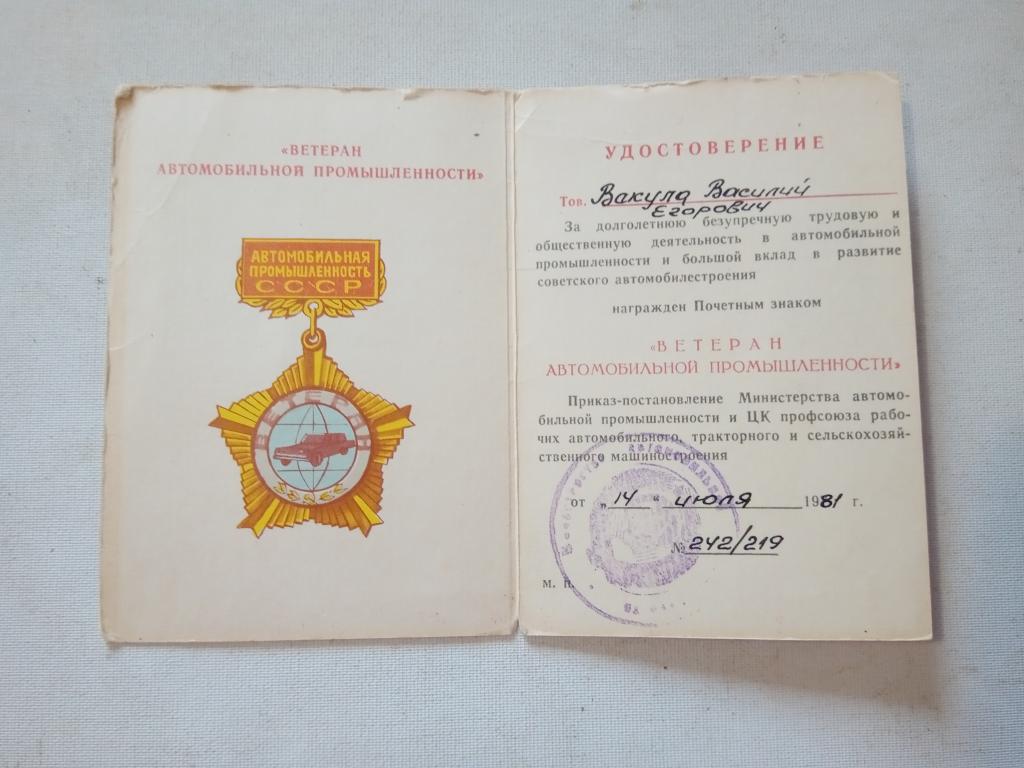 «ВЕТЕРАН
АВТОМОБИЛЬНОЙ ПРОМЫШЛЕННОСТИ»
АВТОМОБИЛЬНАЯ
ПРОМЫШЛЕННОСТЬ
СССР
ВЕТЕРАН
УДОСТОВЕРЕНИЕ
Тов. Вакула Василий
Егорович
За долголетнюю безупречную трудовую и
общественную деятельность в автомобильной
промышленности и большой вклад в развитие
советского автомобилестроения
награжден Почетным знаком
«ВЕТЕРАН
АВТОМОБИЛЬНОЙ ПРОМЫШЛЕННОСТИ»
Приказ-постановление Министерства автомо-
бильной промышленности и ЦК профсоюза рабо-
чих автомобильного, тракторного и сельскохозяй-
ственного машиностроения
от „14" июля 1981 г.
№ 242/219
м. п.